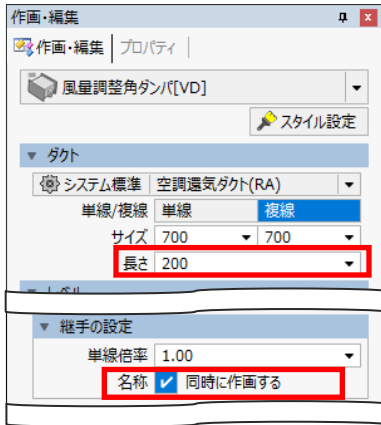 作画・編集
作画・編集 プロパティ
風量調整角ダンパ[VD]
スタイル設定
ダクト
システム標準 空調還気ダクト(RA)
単線/複線 単線 複線
サイズ 700 700
長さ 200
レベル
継手の設定
単線倍率 1.00
名称 同時に作画する